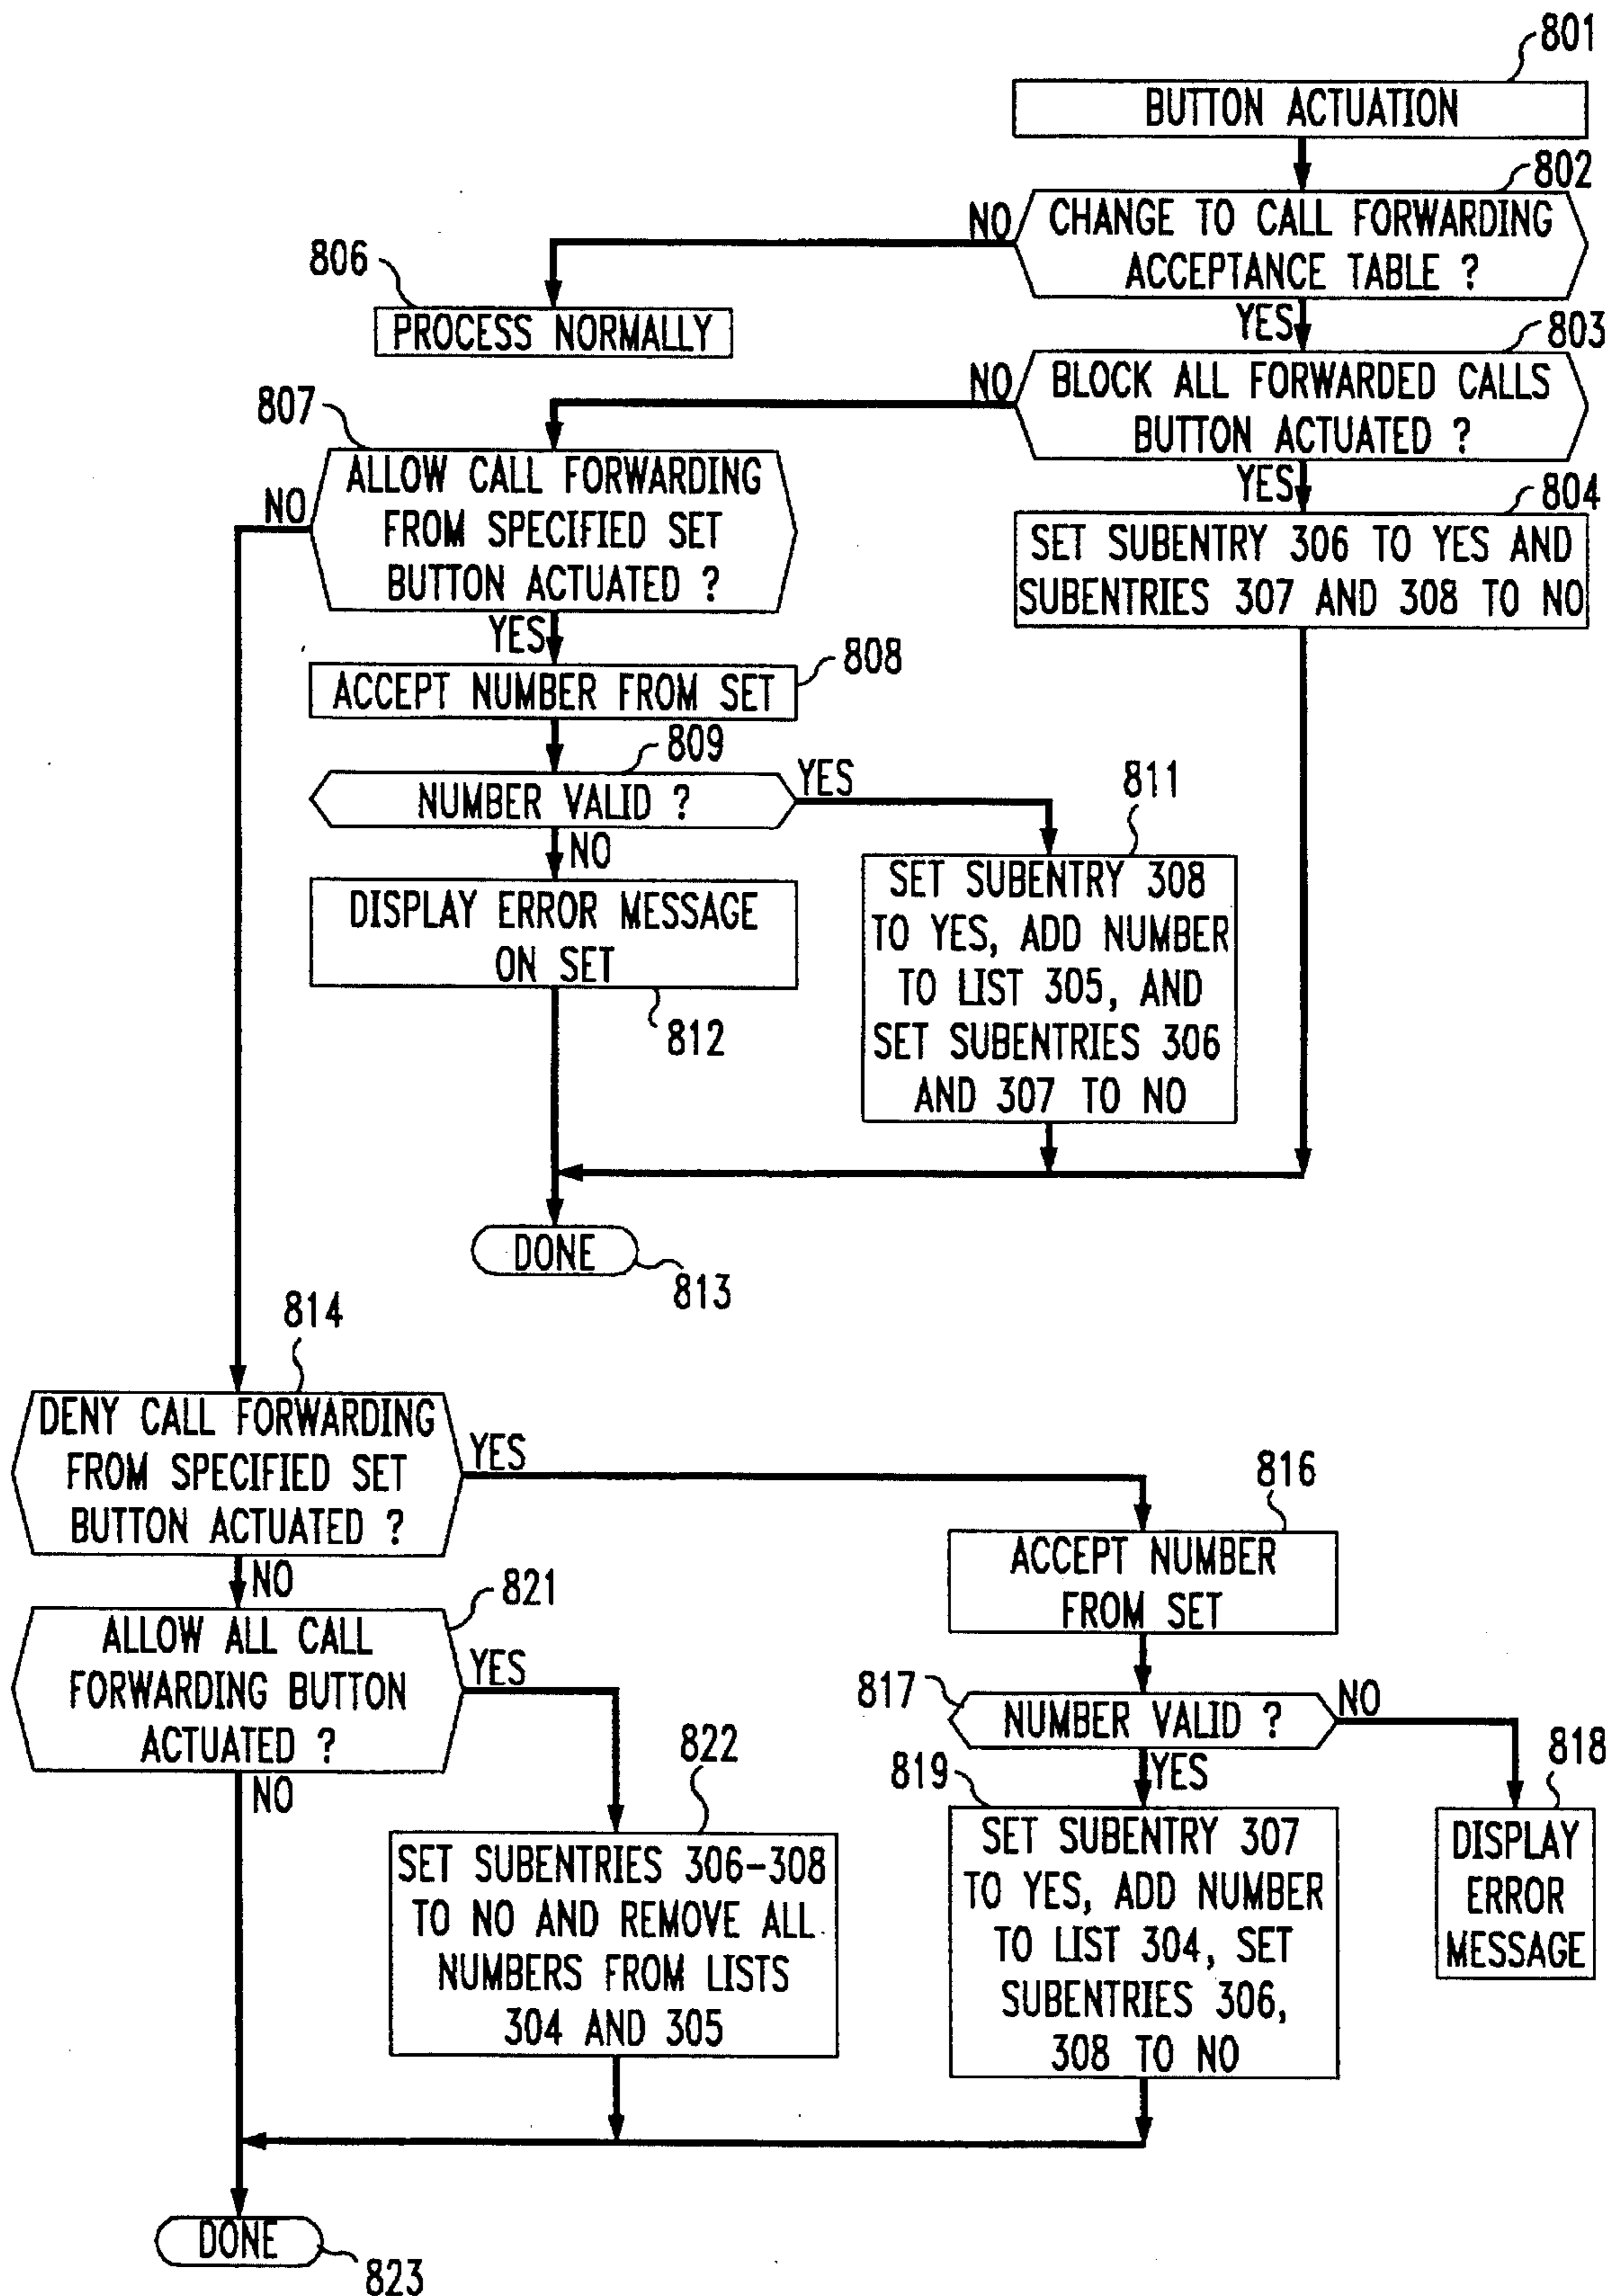 801
BUTTON ACTUATION
802
CHANGE TO CALL FORWARDING
ACCEPTANCE TABLE ?
NO
YES
806
PROCESS NORMALLY
803
BLOCK ALL FORWARDED CALLS
BUTTON ACTUATED ?
NO
YES
804
SET SUBENTRY 306 TO YES AND
SUBENTRIES 307 AND 308 TO NO
807
ALLOW CALL FORWARDING
FROM SPECIFIED SET
BUTTON ACTUATED ?
NO
YES
808
ACCEPT NUMBER FROM SET
809
NUMBER VALID ?
YES
NO
811
SET SUBENTRY 308
TO YES, ADD NUMBER
TO LIST 305, AND
SET SUBENTRIES 306
AND 307 TO NO
DISPLAY ERROR MESSAGE
ON SET
812
DONE
813
814
DENY CALL FORWARDING
FROM SPECIFIED SET
BUTTON ACTUATED ?
YES
NO
816
ACCEPT NUMBER
FROM SET
817
NUMBER VALID ?
NO
YES
818
DISPLAY
ERROR
MESSAGE
819
SET SUBENTRY 307
TO YES, ADD NUMBER
TO LIST 304, SET
SUBENTRIES 306,
308 TO NO
821
ALLOW ALL CALL
FORWARDING BUTTON
ACTUATED ?
YES
NO
822
SET SUBENTRIES 306-308
TO NO AND REMOVE ALL
NUMBERS FROM LISTS
304 AND 305
DONE
823